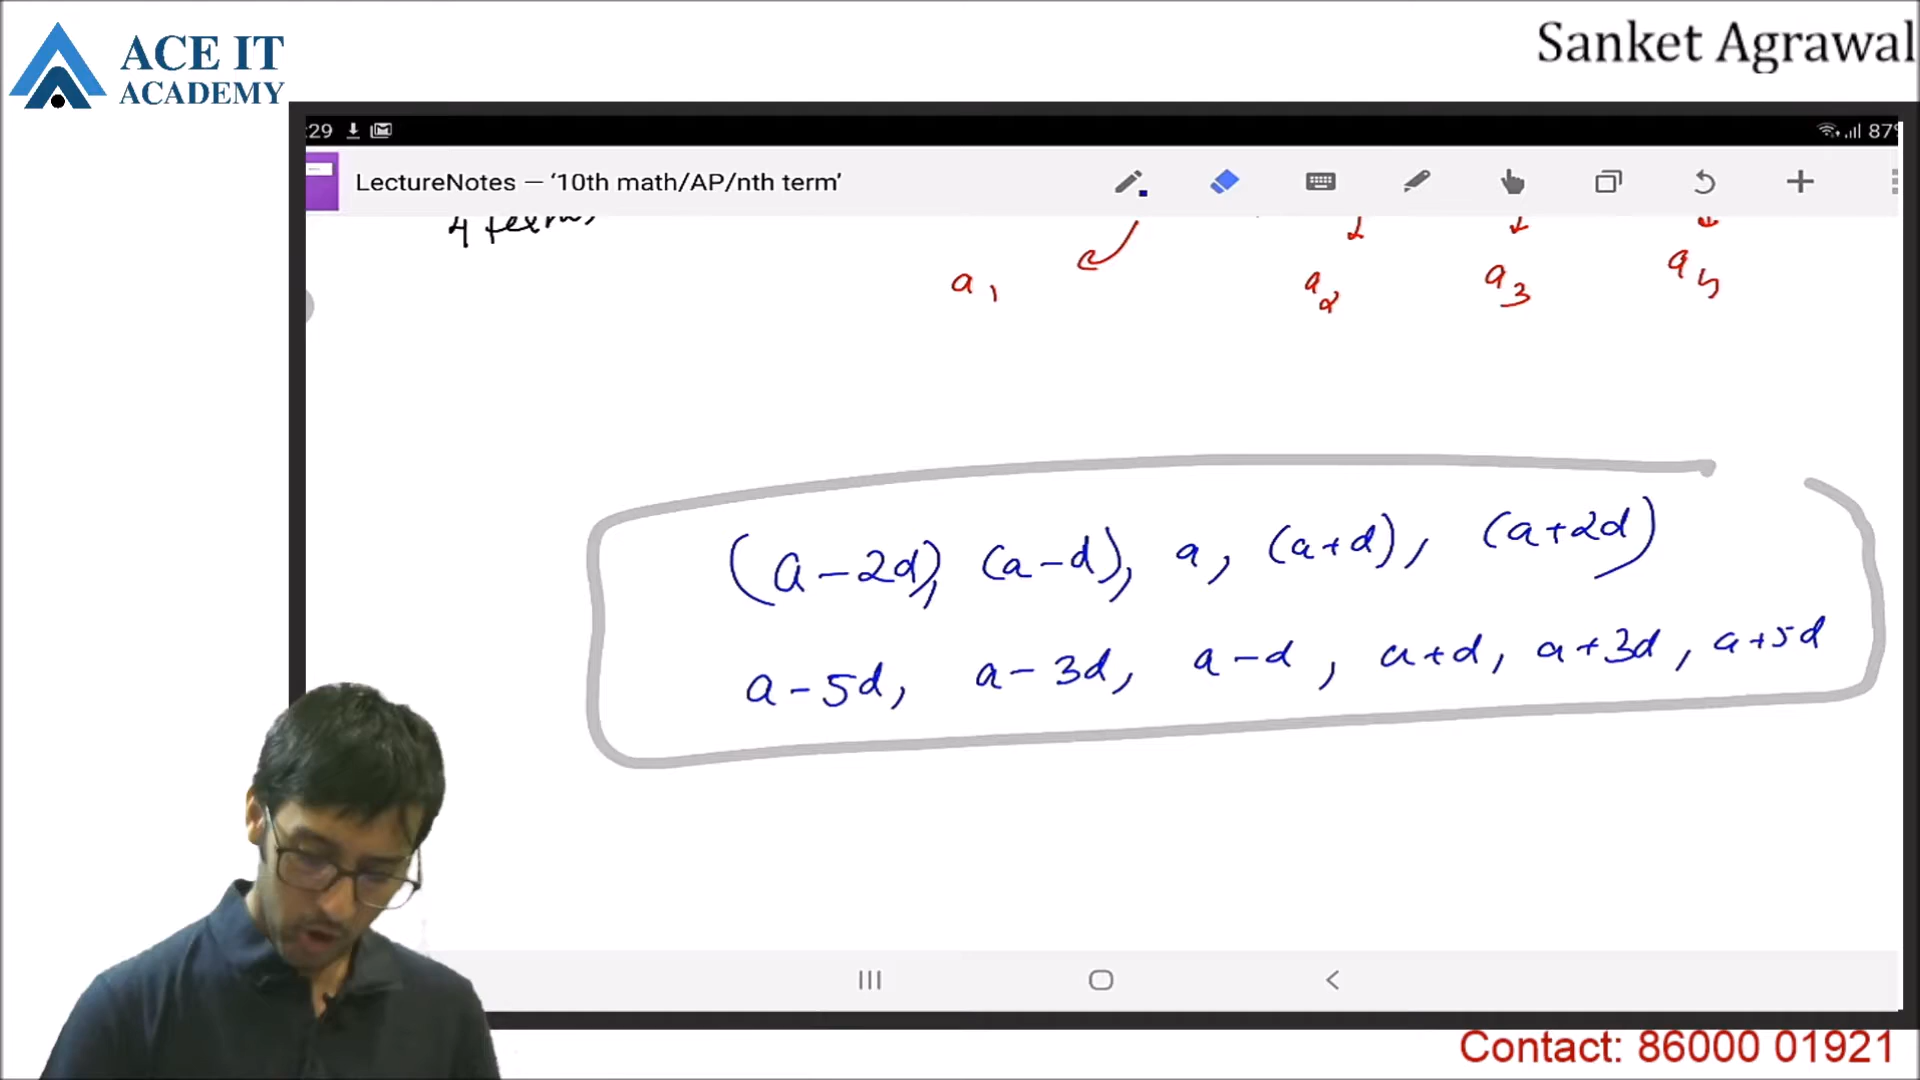 ACE IT
ACADEMY
Sanket Agrawal
:29 87%
LectureNotes — ‘10th math/AP/nth term’
4 terms
a1 a2 a3 a4
(a-2d), (a-d), a, (a+d), (a+2d)
a-5d, a-3d, a-d, a+d, a+3d, a+5d
Contact: 86000 01921